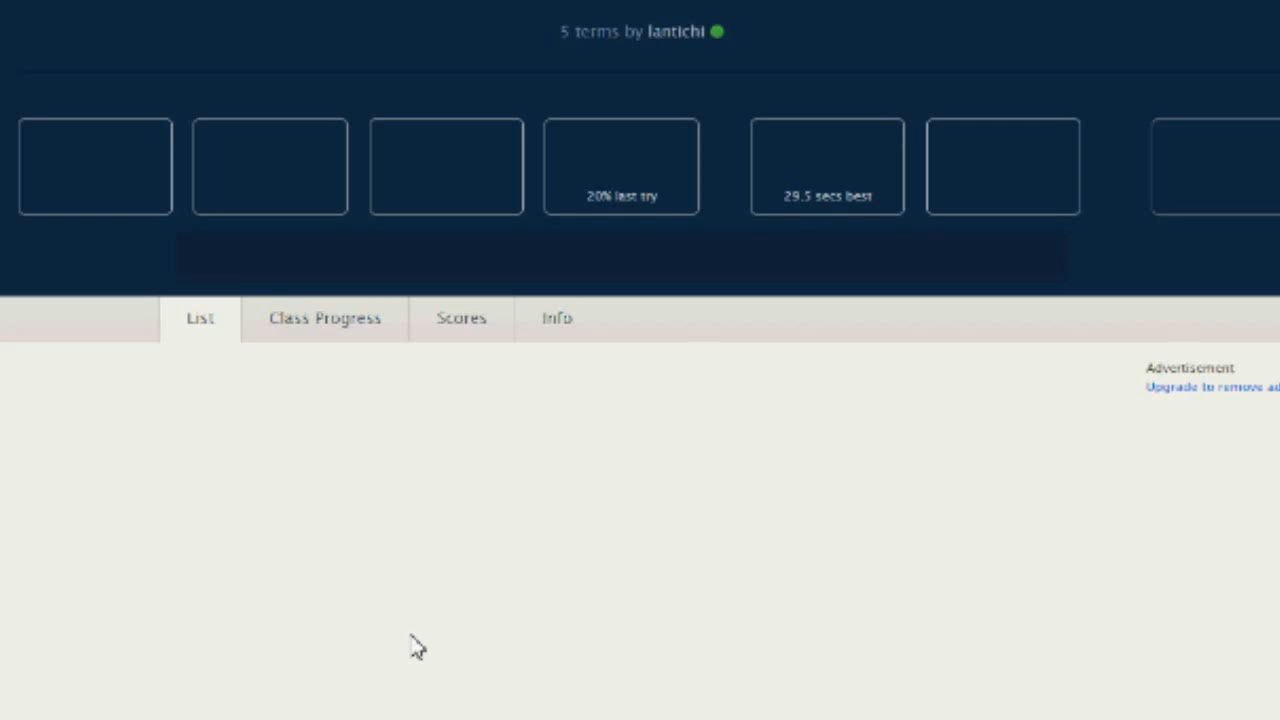 5 terms by lantichi
20% last try
29.5 secs best
List
Class Progress
Scores
Info
Advertisement
Upgrade to remove